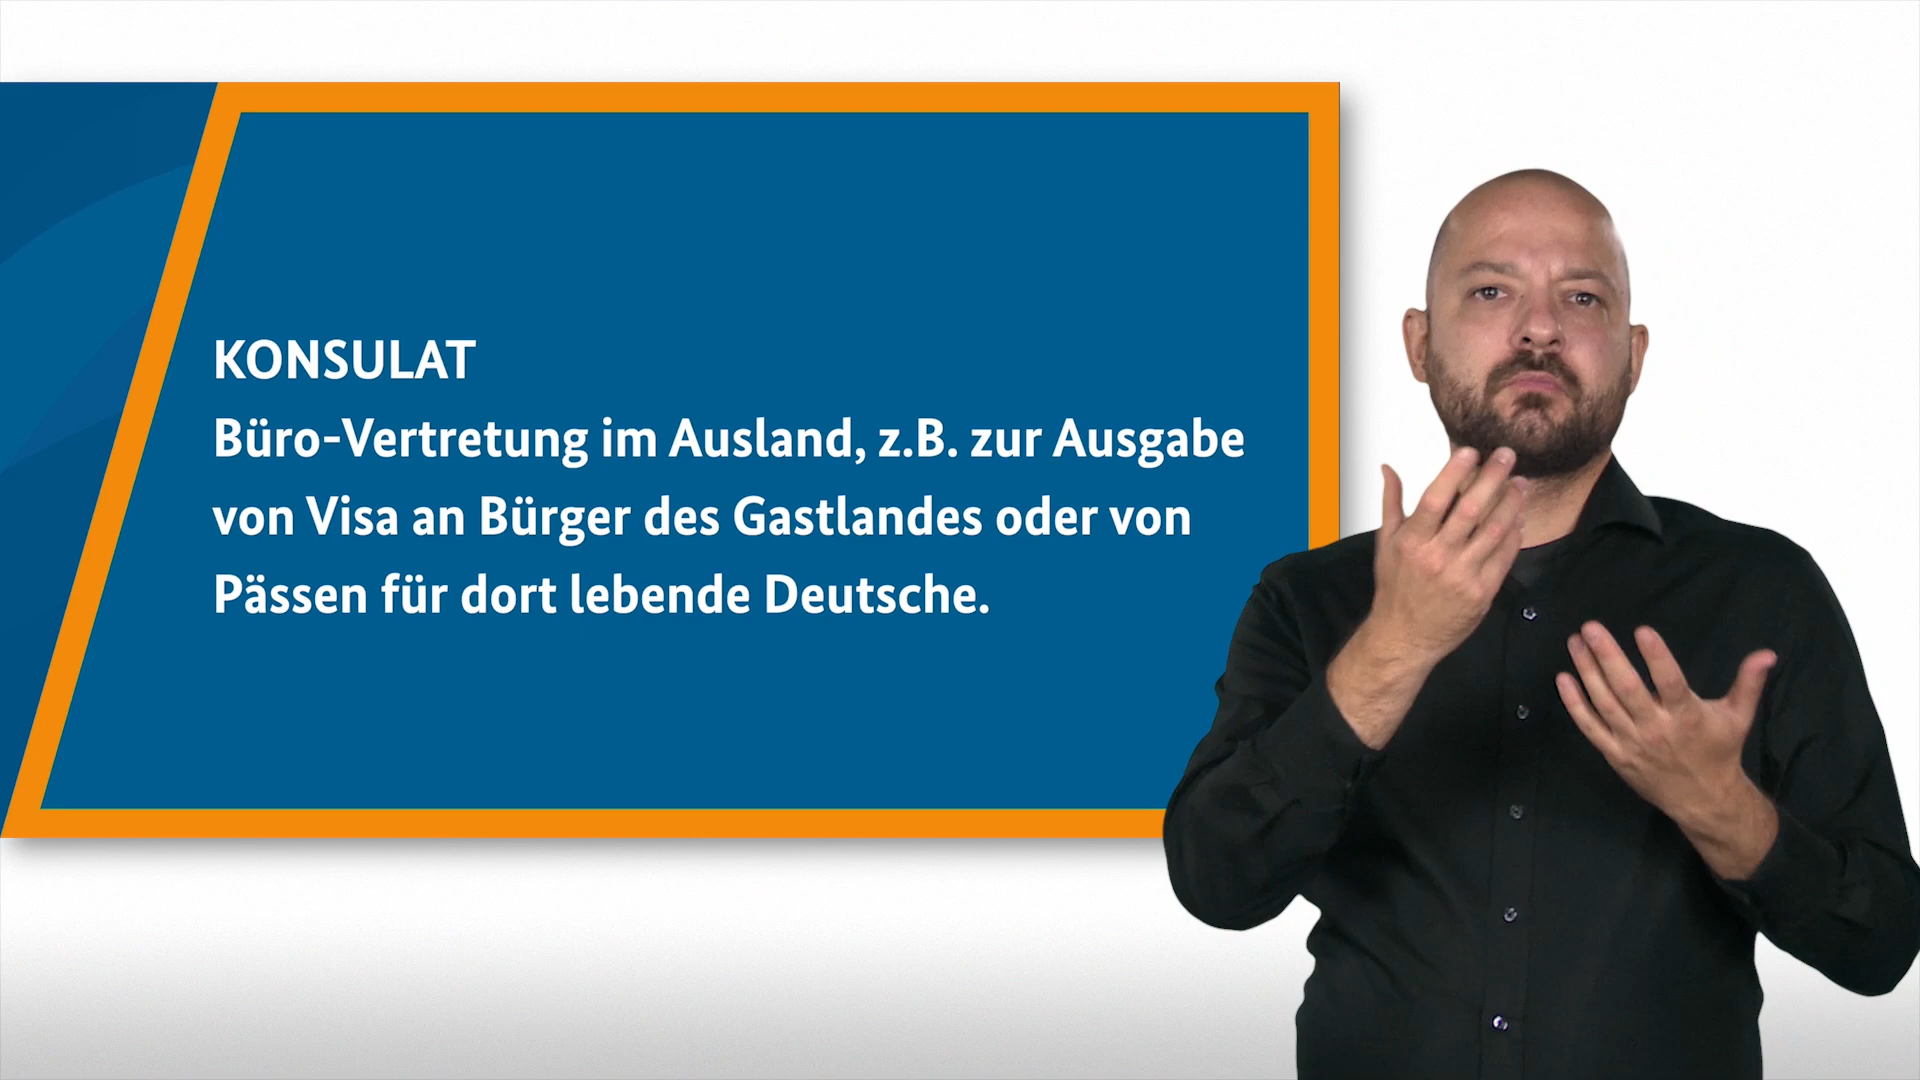 KONSULAT
Büro-Vertretung im Ausland, z.B. zur Ausgabe
von Visa an Bürger des Gastlandes oder von
Pässen für dort lebende Deutsche.